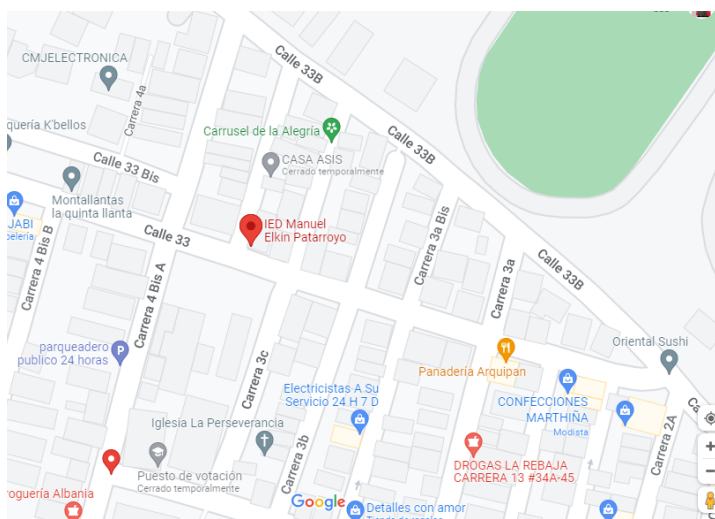 Calle 33B
CMJELECTRONICA
Carrera 4a
quería K'bellos
Carrusel de la Alegría
Calle 33B
CASA ASIS
Cerrado temporalmente
Calle 33 Bis
Montallantas
la quinta llanta
JABI
pelería
IED Manuel
Elkin Patarroyo
Calle 33
Carrera 3a Bis
Carrera 4 Bis B
Carrera 4 Bis A
Carrera 3a
Calle 33B
parqueadero
publico 24 horas
Carrera 3c
Oriental Sushi
Panadería Arquipan
Electricistas A Su
Servicio 24 H 7 D
CONFECCIONES
MARTHIÑA
Modista
Ca
Iglesia La Perseverancia
Carrera 3b
Carrera 2A
Puesto de votación
Cerrado temporalmente
DROGAS LA REBAJA
CARRERA 13 #34A-45
roguería Albania
Google
Detalles con amor